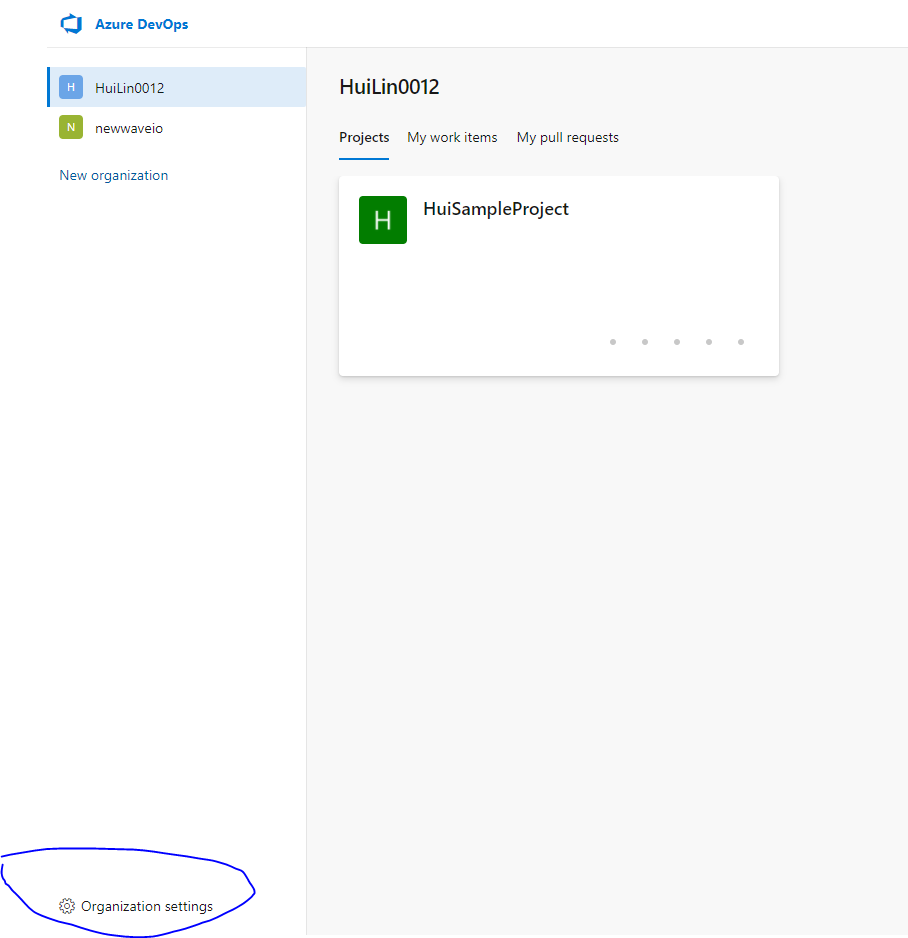 Azure DevOps
H HuiLin0012
N newwaveio
New organization
HuiLin0012
Projects My work items My pull requests
H HuiSampleProject
Organization settings